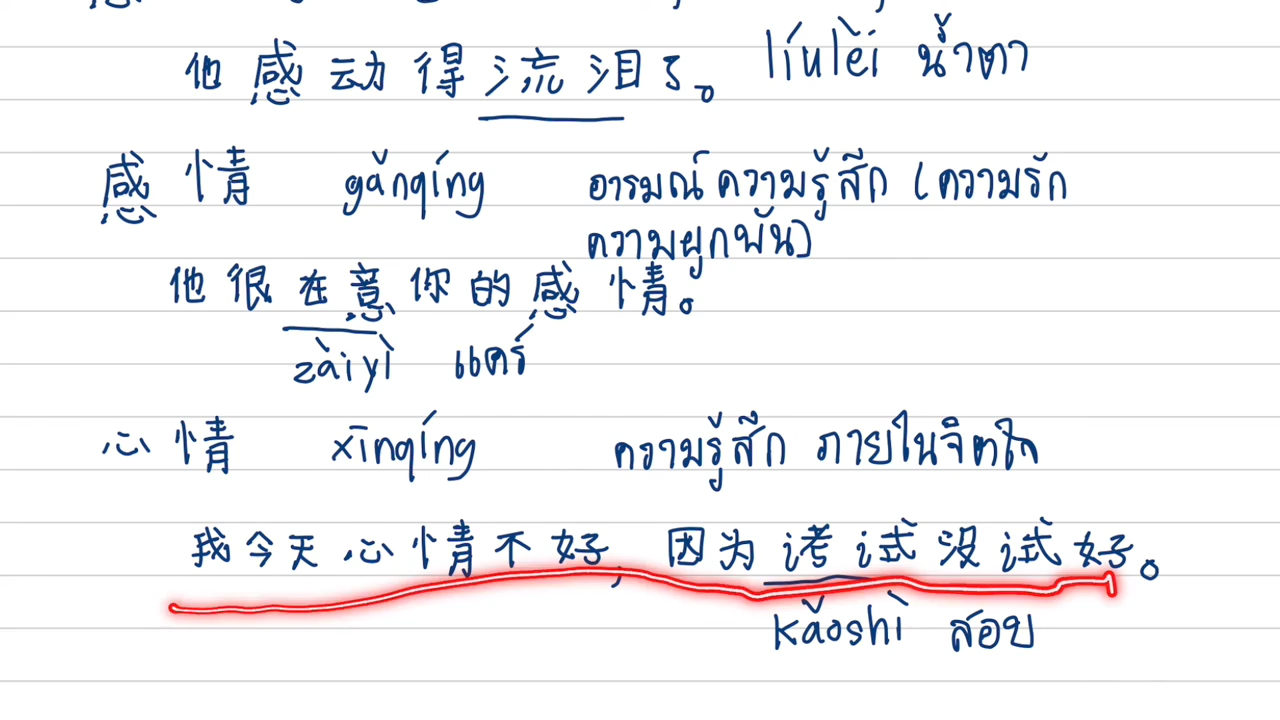 他感动得流泪了。 liúlèi น้ำตา
感情 gǎnqíng อารมณ์ความรู้สึก (ความรัก
ความผูกพัน)
他很在意你的感情。
zàiyì แคร์
心情 xīnqíng ความรู้สึก ภายในจิตใจ
我今天心情不好, 因为考试没试好。
kǎoshì สอบ